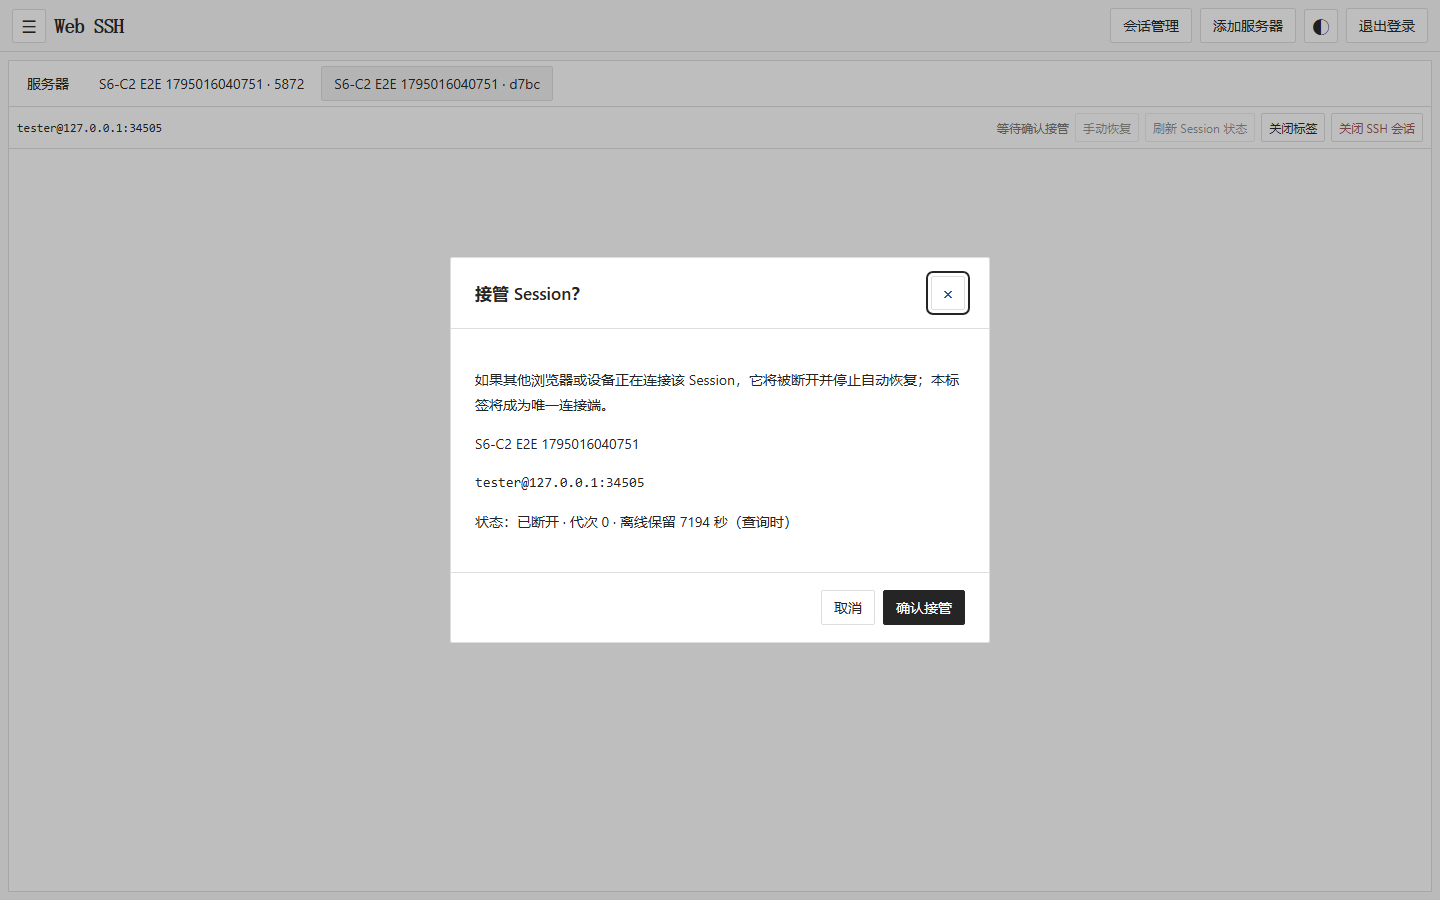 ☰ Web SSH 会话管理 添加服务器 退出登录
服务器 S6-C2 E2E 1795016040751 · 5872 S6-C2 E2E 1795016040751 · d7bc
tester@127.0.0.1:34505 等待确认接管 手动恢复 刷新 Session 状态 关闭标签 关闭 SSH 会话
接管 Session? ×
如果其他浏览器或设备正在连接该 Session，它将被断开并停止自动恢复；本标
签将成为唯一连接端。
S6-C2 E2E 1795016040751
tester@127.0.0.1:34505
状态：已断开 · 代次 0 · 离线保留 7194 秒（查询时）
取消 确认接管